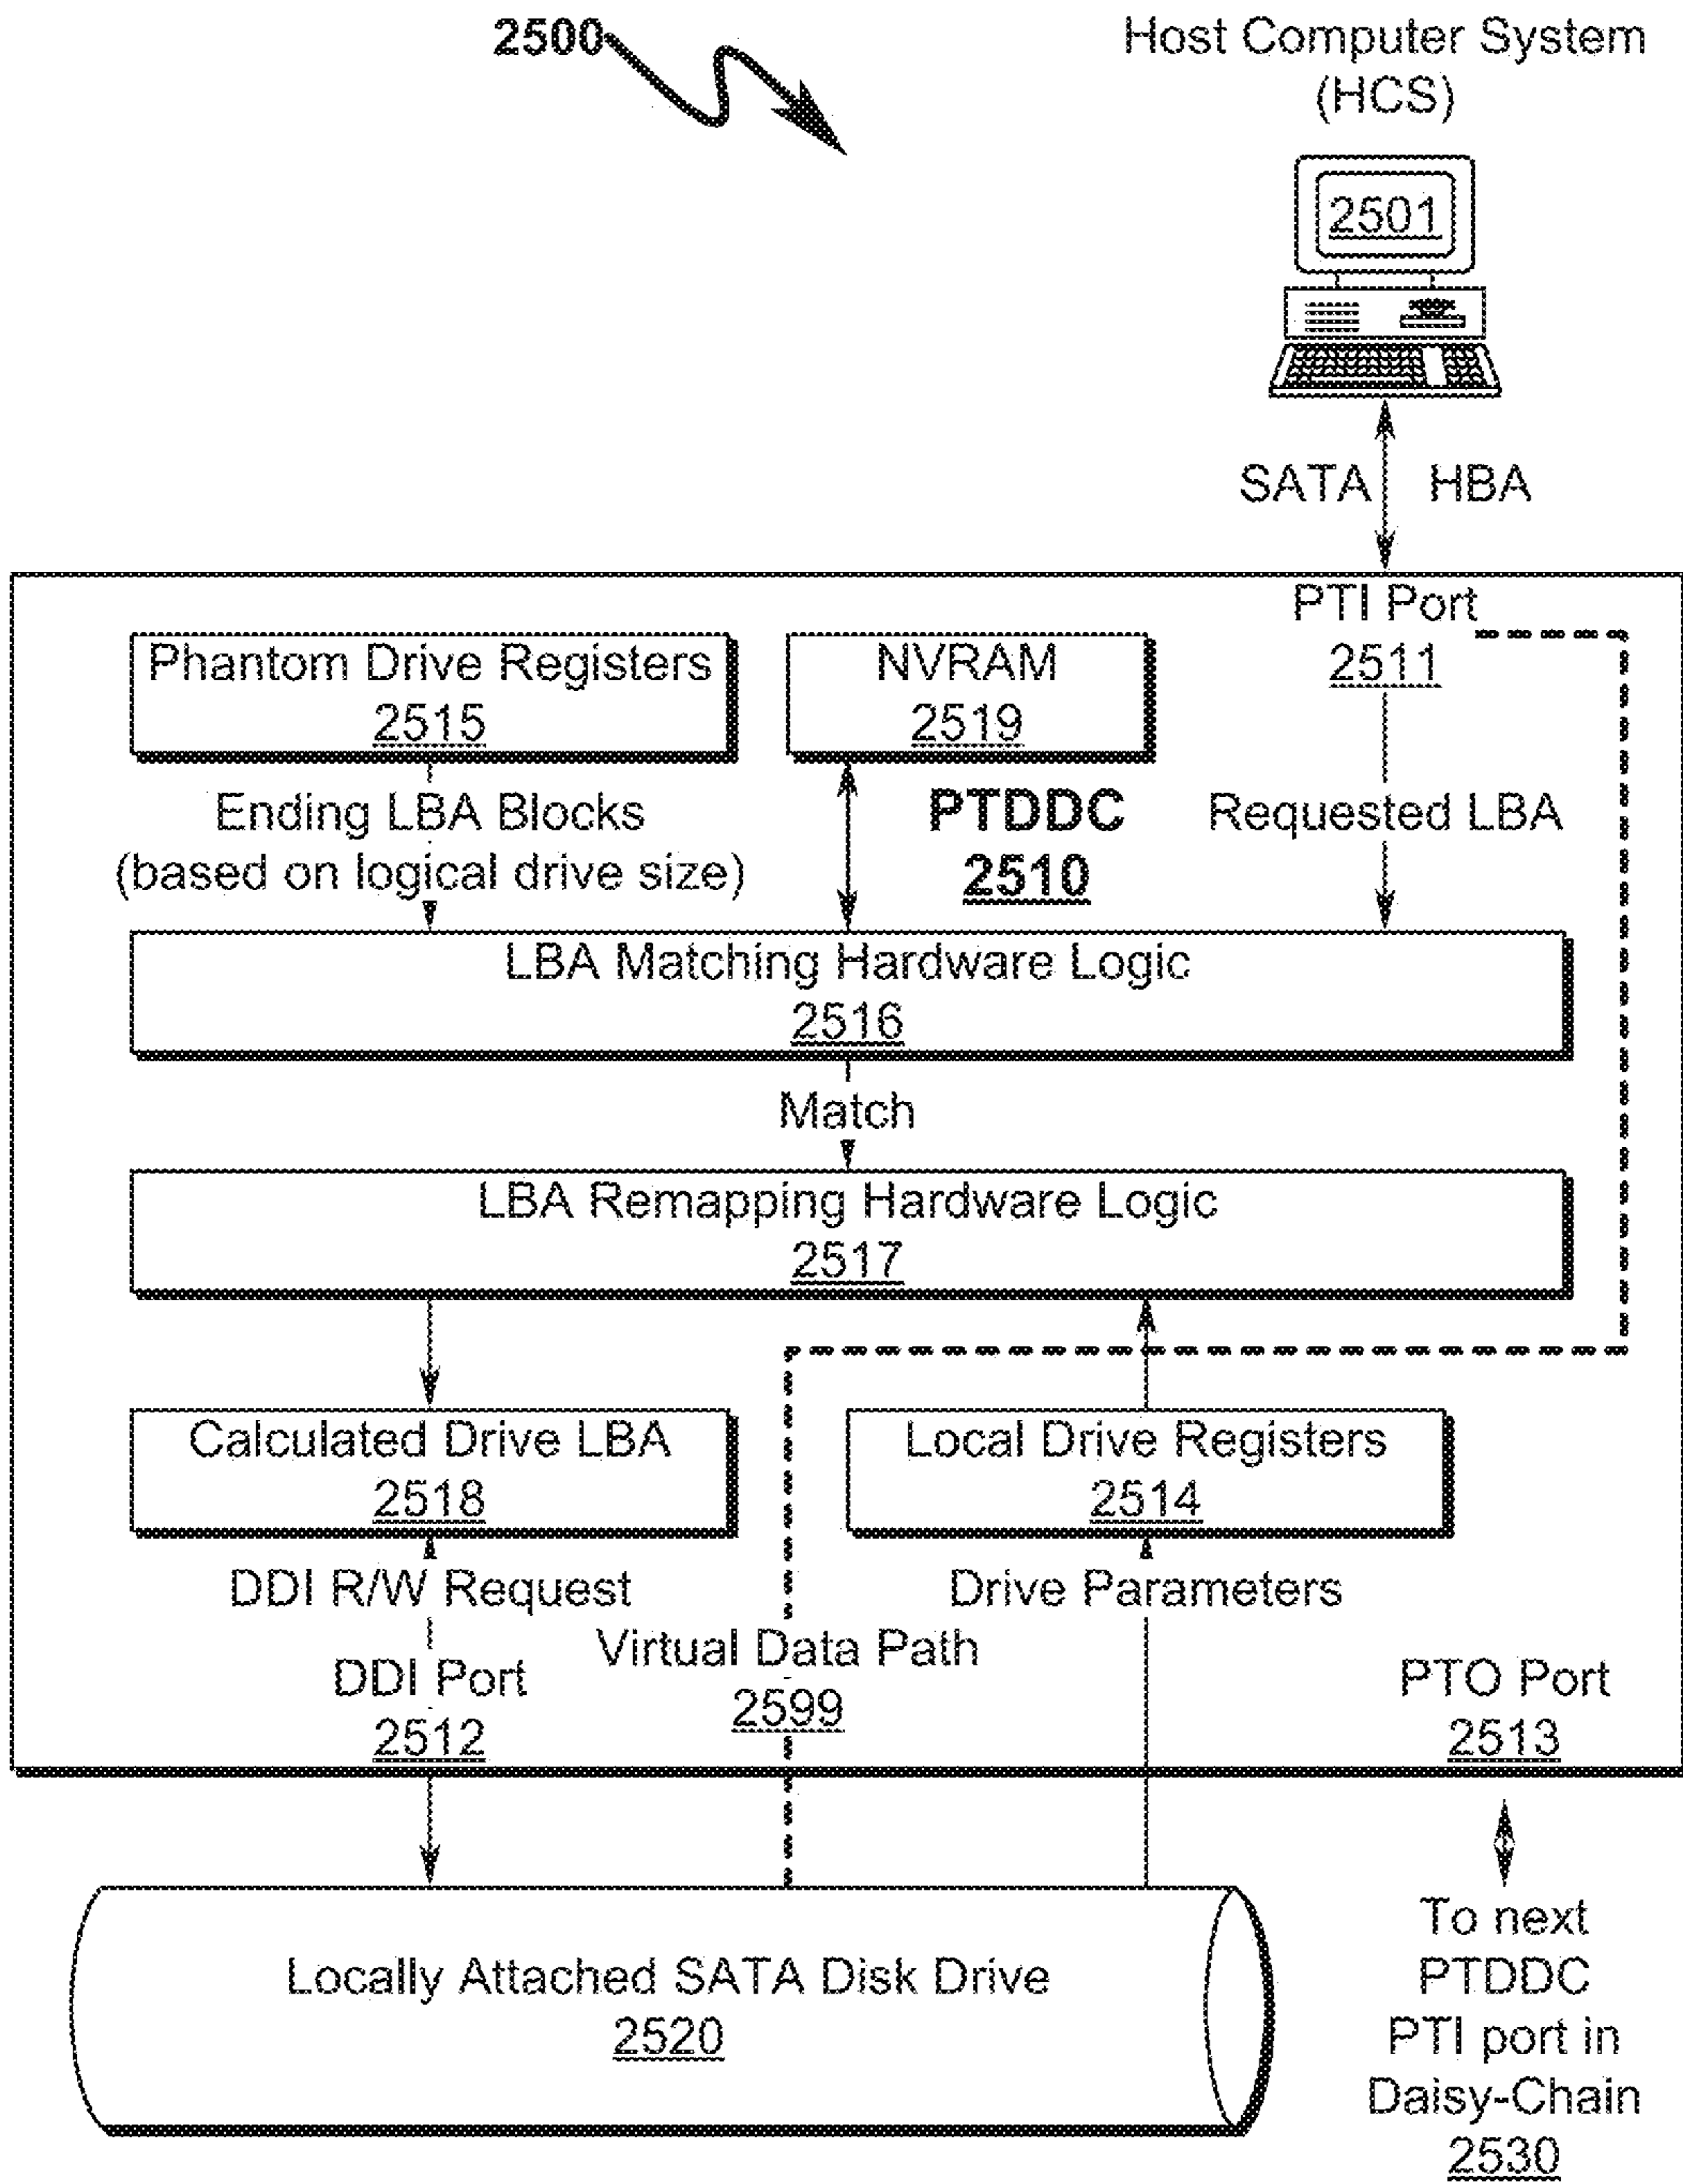 2500
Host Computer System
(HCS)
2501
SATA HBA
PTI Port
2511
Phantom Drive Registers
2515
NVRAM
2519
Ending LBA Blocks
(based on logical drive size)
PTDDC
2510
Requested LBA
LBA Matching Hardware Logic
2516
Match
LBA Remapping Hardware Logic
2517
Calculated Drive LBA
2518
Local Drive Registers
2514
DDI R/W Request
Drive Parameters
DDI Port
2512
Virtual Data Path
2599
PTO Port
2513
Locally Attached SATA Disk Drive
2520
To next
PTDDC
PTI port in
Daisy-Chain
2530